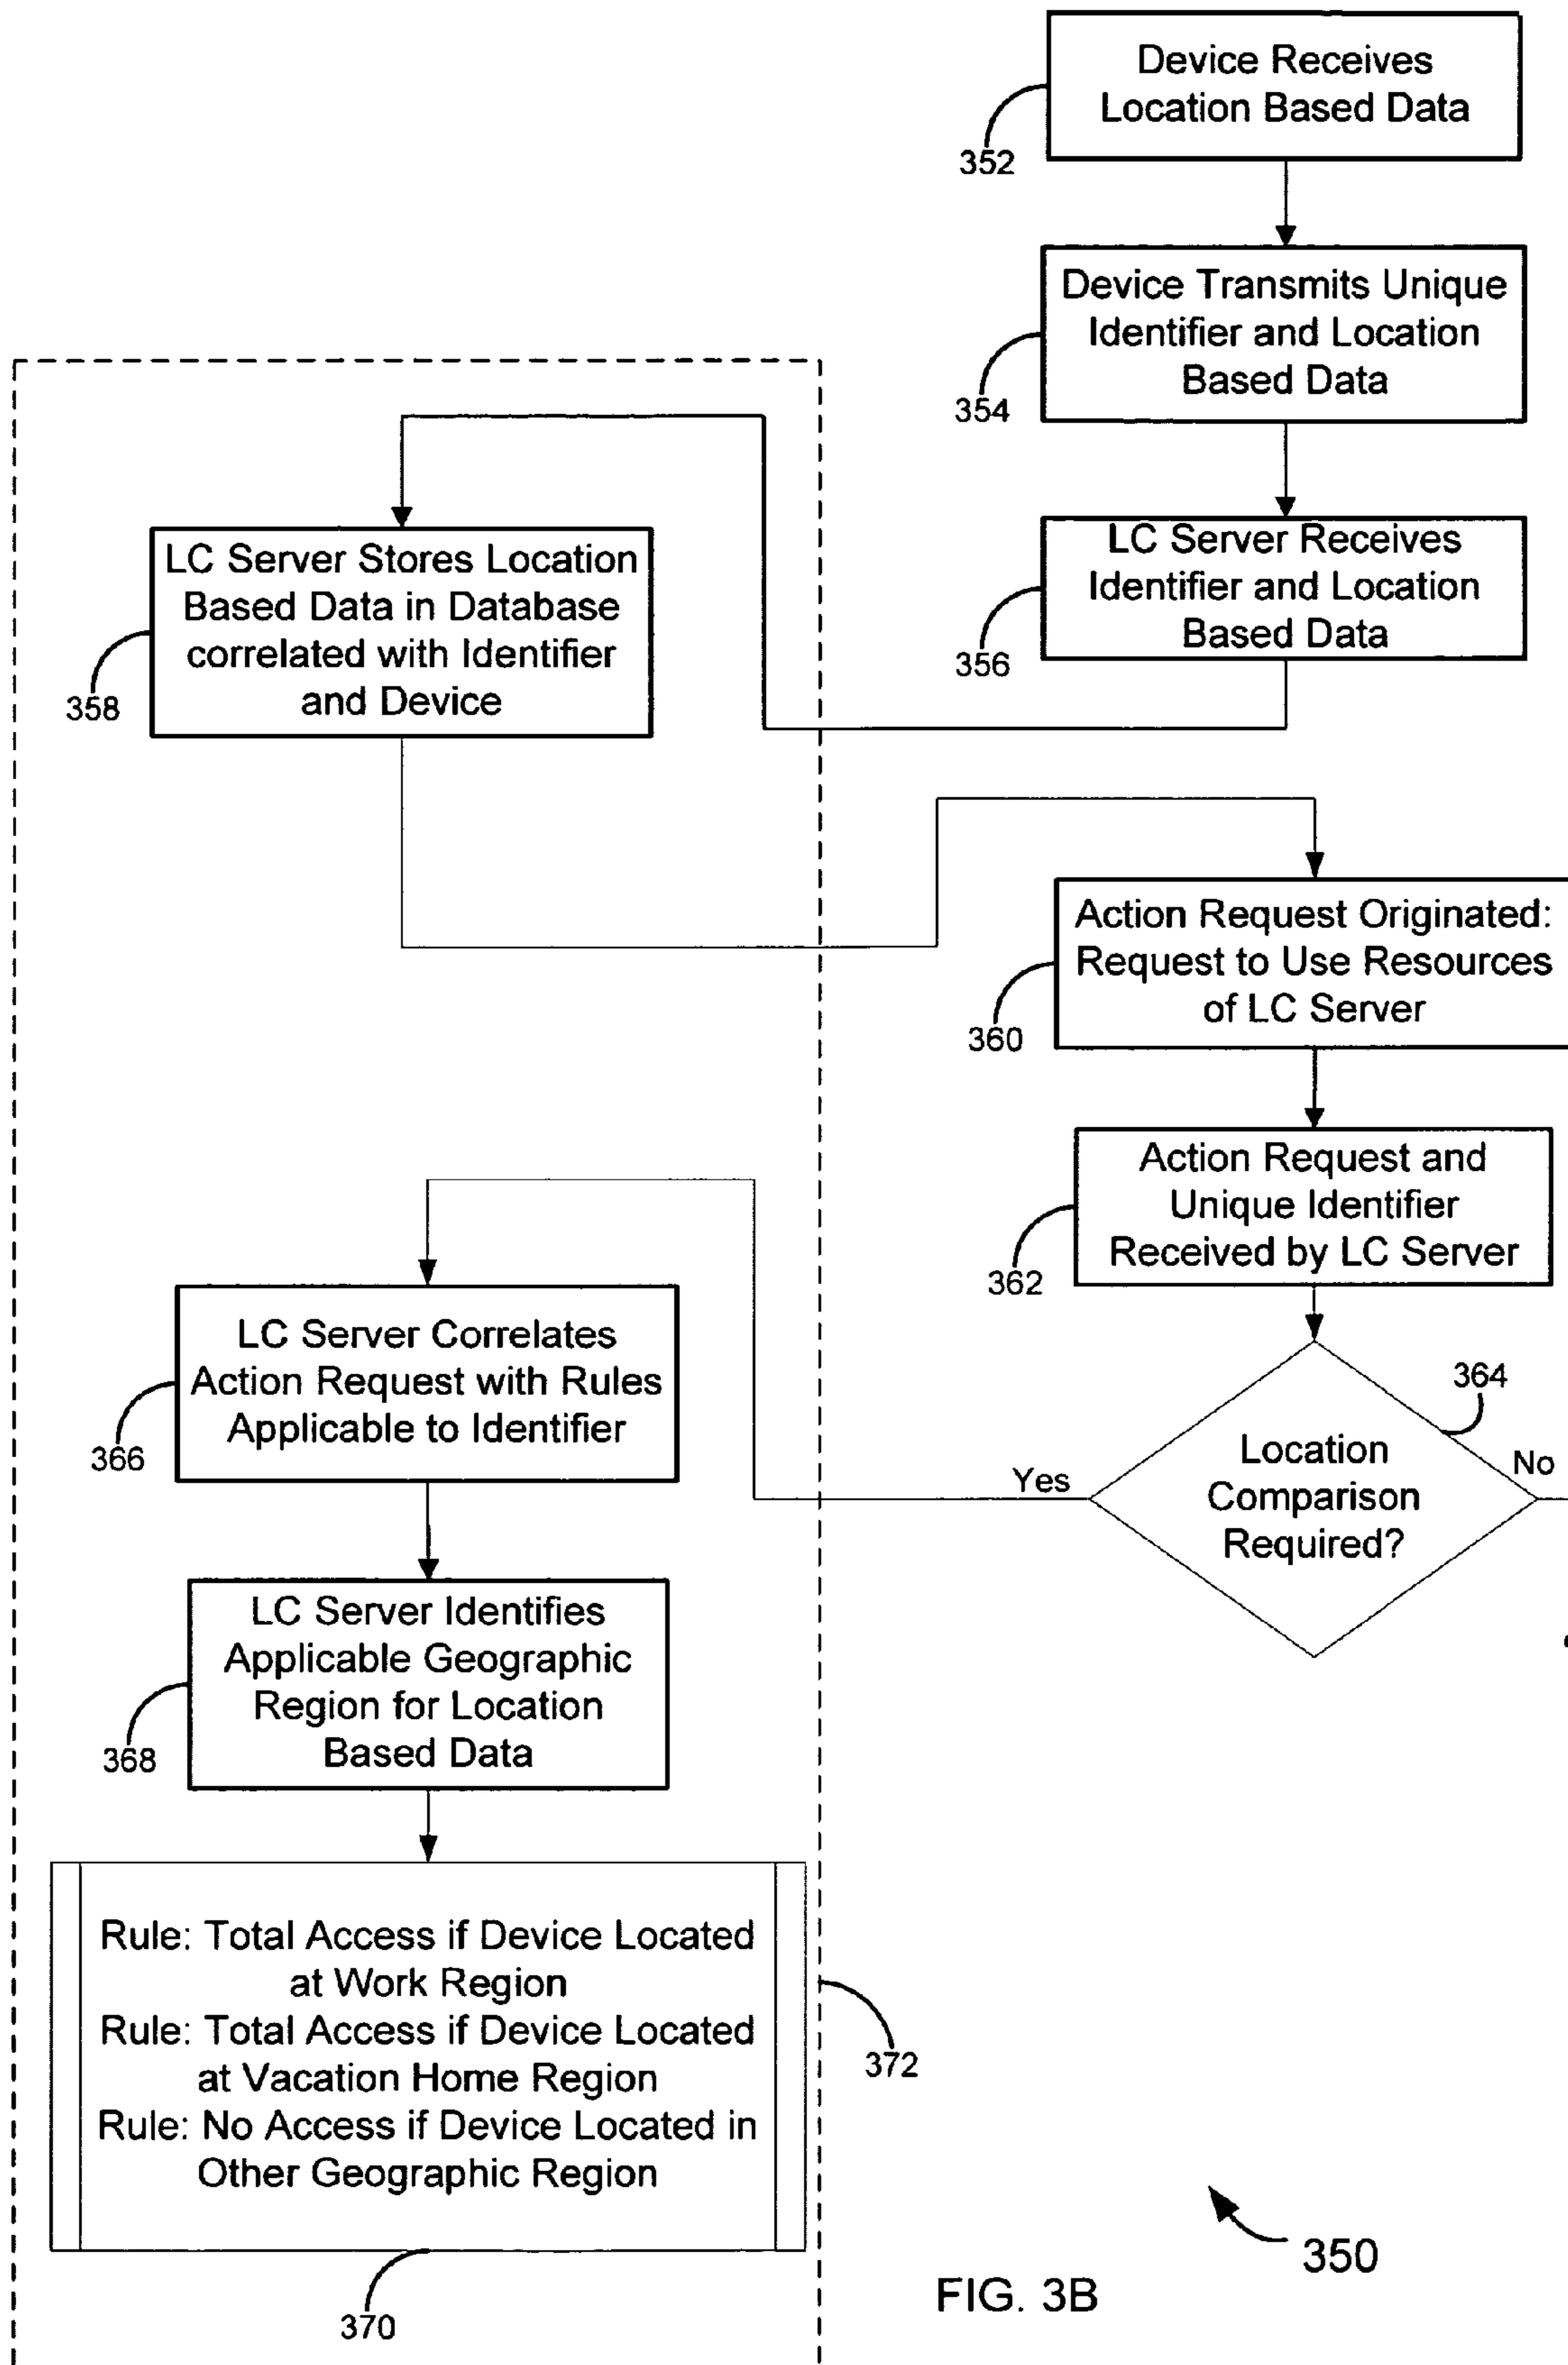 Device Receives
Location Based Data
352
Device Transmits Unique
Identifier and Location
Based Data
354
LC Server Receives
Identifier and Location
Based Data
356
LC Server Stores Location
Based Data in Database
correlated with Identifier
and Device
358
Action Request Originated:
Request to Use Resources
of LC Server
360
Action Request and
Unique Identifier
Received by LC Server
362
Location
Comparison
Required?
364
Yes
No
LC Server Correlates
Action Request with Rules
Applicable to Identifier
366
LC Server Identifies
Applicable Geographic
Region for Location
Based Data
368
Rule: Total Access if Device Located
at Work Region
Rule: Total Access if Device Located
at Vacation Home Region
Rule: No Access if Device Located in
Other Geographic Region
370
372
350
FIG. 3B